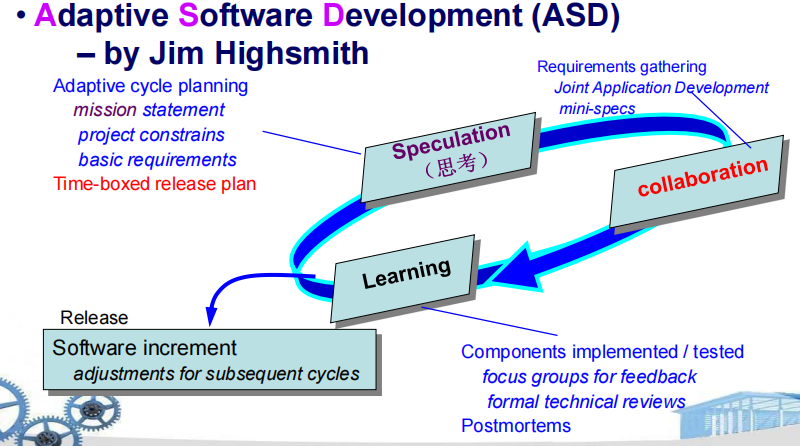 • Adaptive Software Development (ASD)
– by Jim Highsmith
Adaptive cycle planning
mission statement
project constrains
basic requirements
Time-boxed release plan
Requirements gathering
Joint Application Development
mini-specs
Speculation
（思考）
collaboration
Learning
Release
Software increment
adjustments for subsequent cycles
Components implemented / tested
focus groups for feedback
formal technical reviews
Postmortems